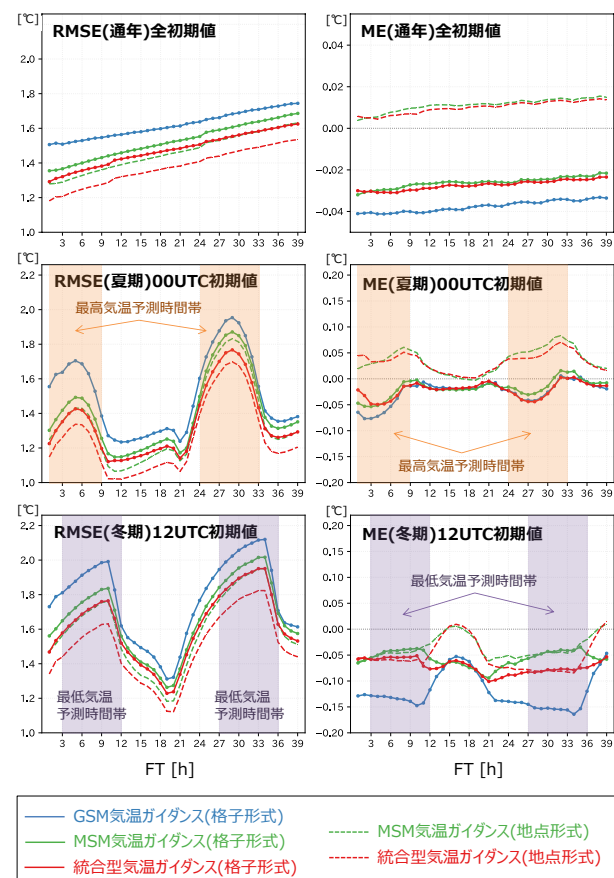 [℃]
RMSE(通年)全初期値
2.0
1.8
1.6
1.4
1.2
1.0
3 6 9 12 15 18 21 24 27 30 33 36 39
[℃]
ME(通年)全初期値
0.04
0.02
0.00
−0.02
−0.04
3 6 9 12 15 18 21 24 27 30 33 36 39
[℃]
RMSE(夏期)00UTC初期値
最高気温予測時間帯
2.2
2.0
1.8
1.6
1.4
1.2
1.0
3 6 9 12 15 18 21 24 27 30 33 36 39
[℃]
ME(夏期)00UTC初期値
最高気温予測時間帯
0.20
0.15
0.10
0.05
0.00
−0.05
−0.10
−0.15
−0.20
3 6 9 12 15 18 21 24 27 30 33 36 39
[℃]
RMSE(冬期)12UTC初期値
最低気温
予測時間帯
最低気温
予測時間帯
2.2
2.0
1.8
1.6
1.4
1.2
1.0
3 6 9 12 15 18 21 24 27 30 33 36 39
FT [h]
[℃]
ME(冬期)12UTC初期値
最低気温予測時間帯
0.20
0.15
0.10
0.05
0.00
−0.05
−0.10
−0.15
−0.20
3 6 9 12 15 18 21 24 27 30 33 36 39
FT [h]
GSM気温ガイダンス(格子形式)
MSM気温ガイダンス(格子形式)
統合型気温ガイダンス(格子形式)
MSM気温ガイダンス(地点形式)
統合型気温ガイダンス(地点形式)